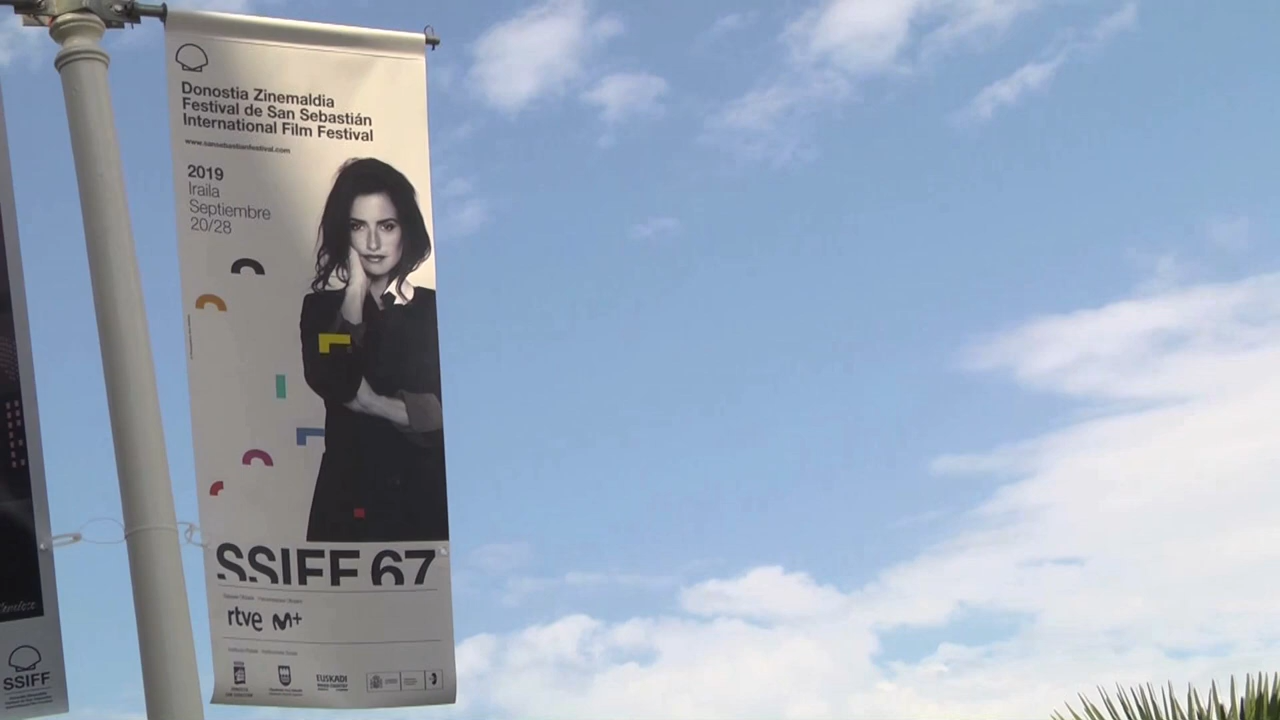 Donostia Zinemaldia
Festival de San Sebastián
International Film Festival
www.sansebastianfestival.com
2019
Iraila
Septiembre
20/28
SSIFF 67
rtve M+
EUSKADI
SSIFF